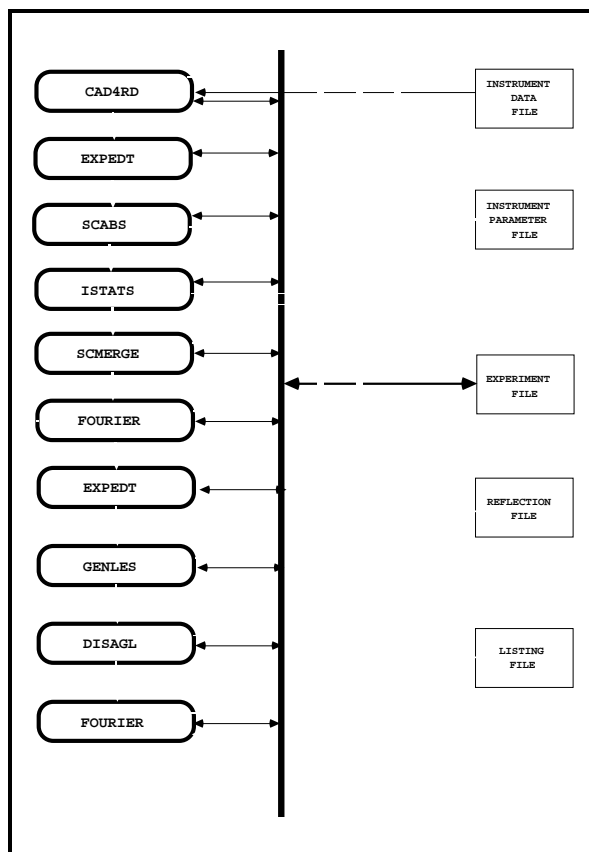 CAD4RD
EXPEDT
SCABS
ISTATS
SCMERGE
FOURIER
EXPEDT
GENLES
DISAGL
FOURIER
INSTRUMENT
DATA
FILE
INSTRUMENT
PARAMETER
FILE
EXPERIMENT
FILE
REFLECTION
FILE
LISTING
FILE